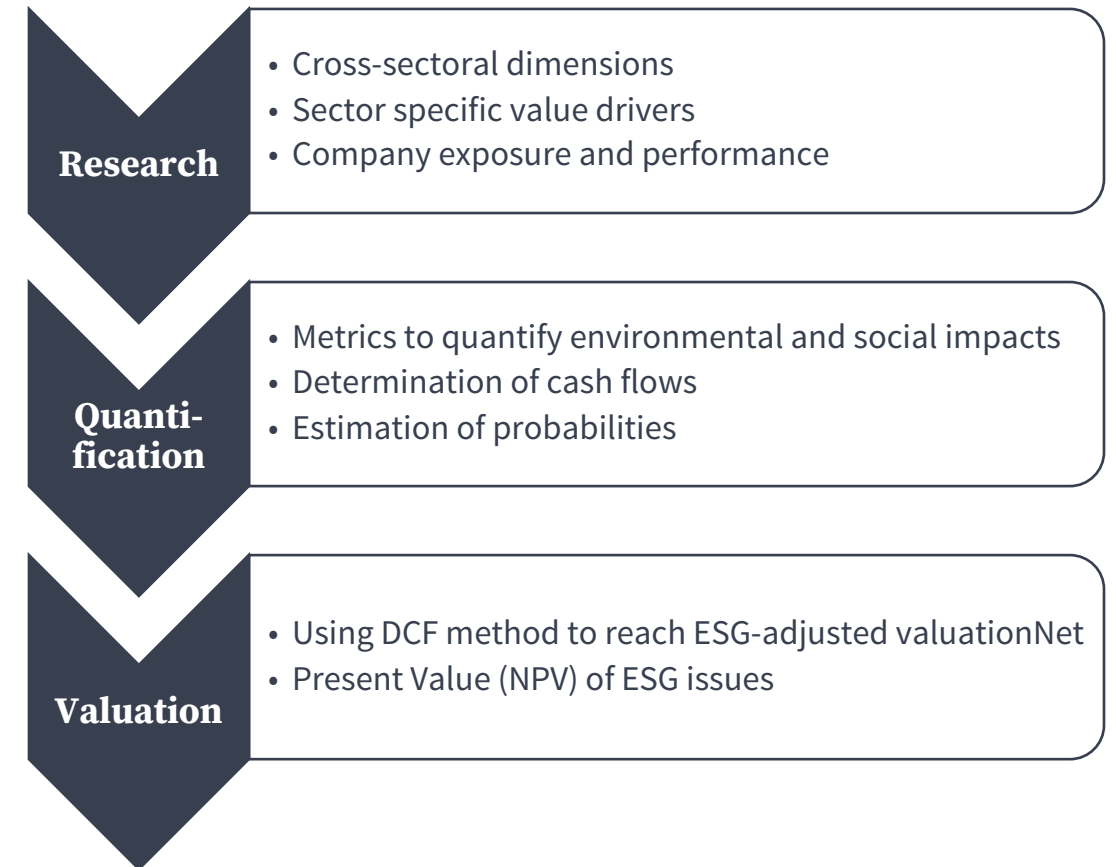 Research
• Cross-sectoral dimensions
• Sector specific value drivers
• Company exposure and performance
Quanti-
fication
• Metrics to quantify environmental and social impacts
• Determination of cash flows
• Estimation of probabilities
Valuation
• Using DCF method to reach ESG-adjusted valuationNet
• Present Value (NPV) of ESG issues